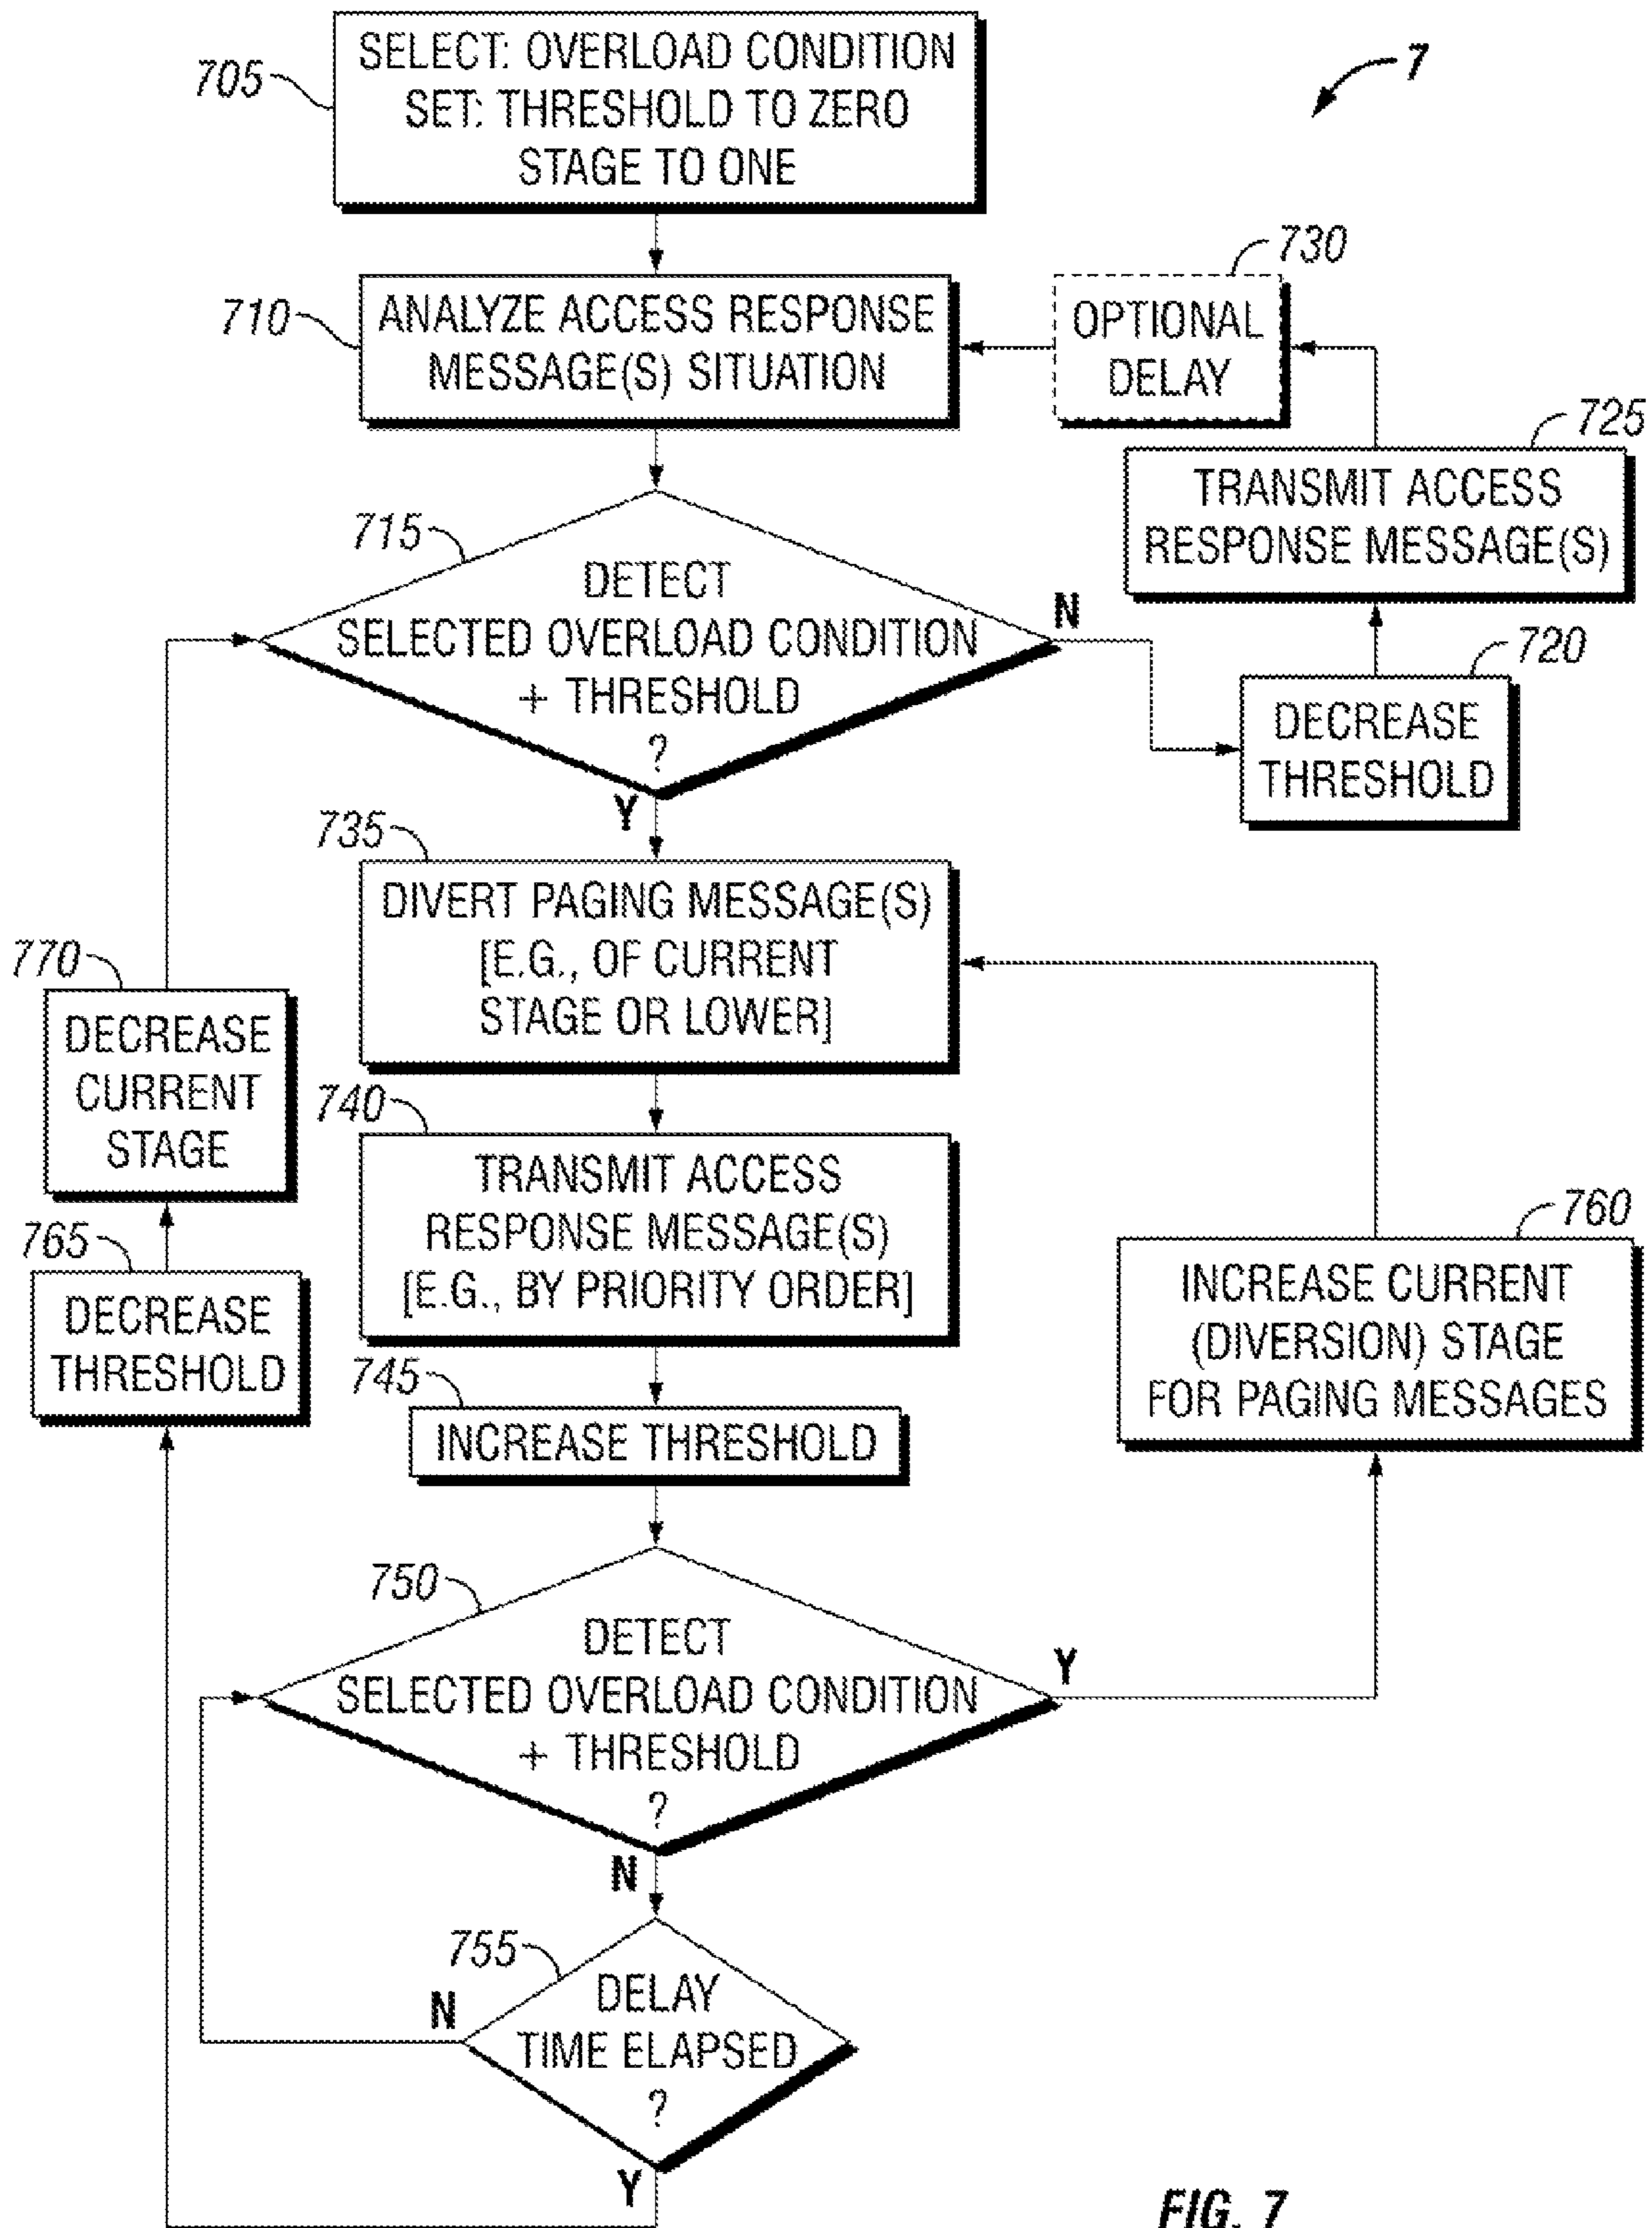 705
SELECT: OVERLOAD CONDITION
SET: THRESHOLD TO ZERO
STAGE TO ONE
7
710
ANALYZE ACCESS RESPONSE
MESSAGE(S) SITUATION
730
OPTIONAL
DELAY
725
TRANSMIT ACCESS
RESPONSE MESSAGE(S)
715
DETECT
SELECTED OVERLOAD CONDITION
+ THRESHOLD
?
N
Y
720
DECREASE
THRESHOLD
735
DIVERT PAGING MESSAGE(S)
[E.G., OF CURRENT
STAGE OR LOWER]
770
DECREASE
CURRENT
STAGE
740
TRANSMIT ACCESS
RESPONSE MESSAGE(S)
[E.G., BY PRIORITY ORDER]
765
DECREASE
THRESHOLD
760
INCREASE CURRENT
(DIVERSION) STAGE
FOR PAGING MESSAGES
745
INCREASE THRESHOLD
750
DETECT
SELECTED OVERLOAD CONDITION
+ THRESHOLD
?
Y
N
755
DELAY
TIME ELAPSED
?
N
Y
FIG. 7